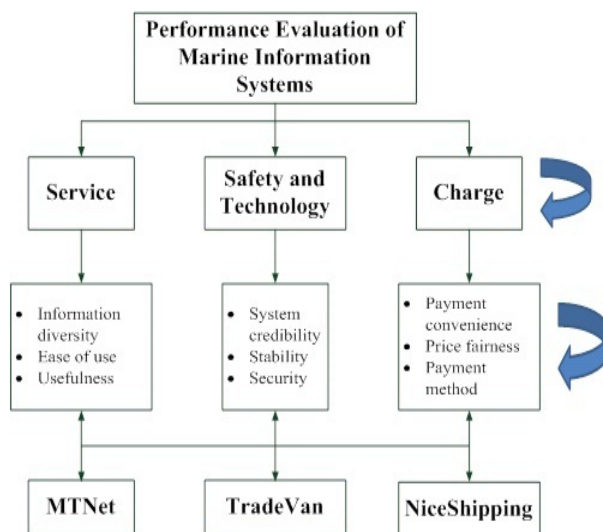 Performance Evaluation of
Marine Information
Systems
Service
Safety and
Technology
Charge
• Information
diversity
• Ease of use
• Usefulness
• System
credibility
• Stability
• Security
• Payment
convenience
• Price fairness
• Payment
method
MTNet
TradeVan
NiceShipping